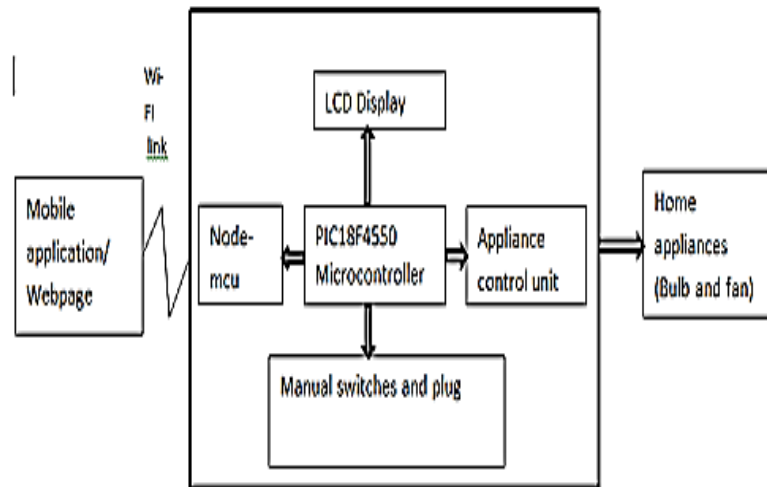 Wi-
FI
link
LCD Display
Mobile
application/
Webpage
Node-
mcu
PIC18F4550
Microcontroller
Appliance
control unit
Home
appliances
(Bulb and fan)
Manual switches and plug